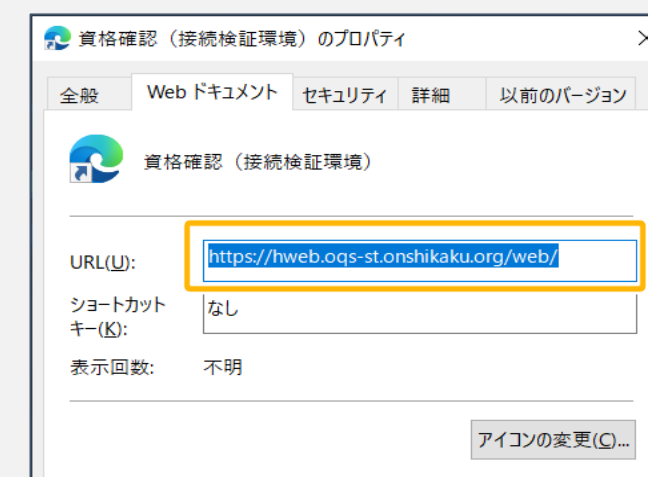 資格確認（接続検証環境）のプロパティ
全般 Web ドキュメント セキュリティ 詳細 以前のバージョン
資格確認（接続検証環境）
URL(U): https://hweb.oqs-st.onshikaku.org/web/
ショートカット
キー(K): なし
表示回数: 不明
アイコンの変更(C)...